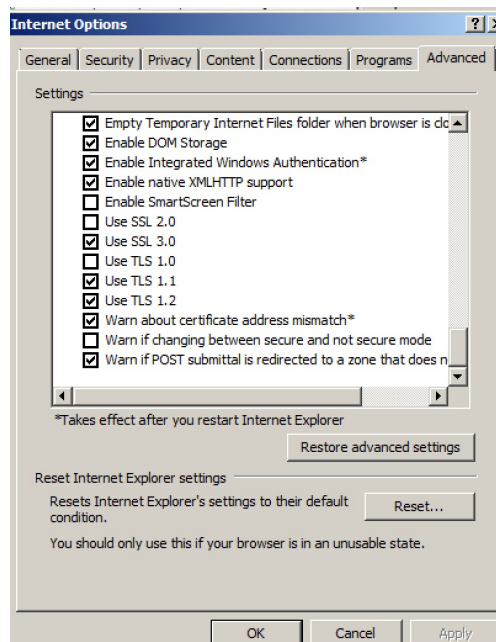 Internet Options
General Security Privacy Content Connections Programs Advanced
Settings
Empty Temporary Internet Files folder when browser is clo
Enable DOM Storage
Enable Integrated Windows Authentication*
Enable native XMLHTTP support
Enable SmartScreen Filter
Use SSL 2.0
Use SSL 3.0
Use TLS 1.0
Use TLS 1.1
Use TLS 1.2
Warn about certificate address mismatch*
Warn if changing between secure and not secure mode
Warn if POST submittal is redirected to a zone that does n
*Takes effect after you restart Internet Explorer
Restore advanced settings
Reset Internet Explorer settings
Resets Internet Explorer's settings to their default
condition.
Reset...
You should only use this if your browser is in an unusable state.
OK Cancel Apply